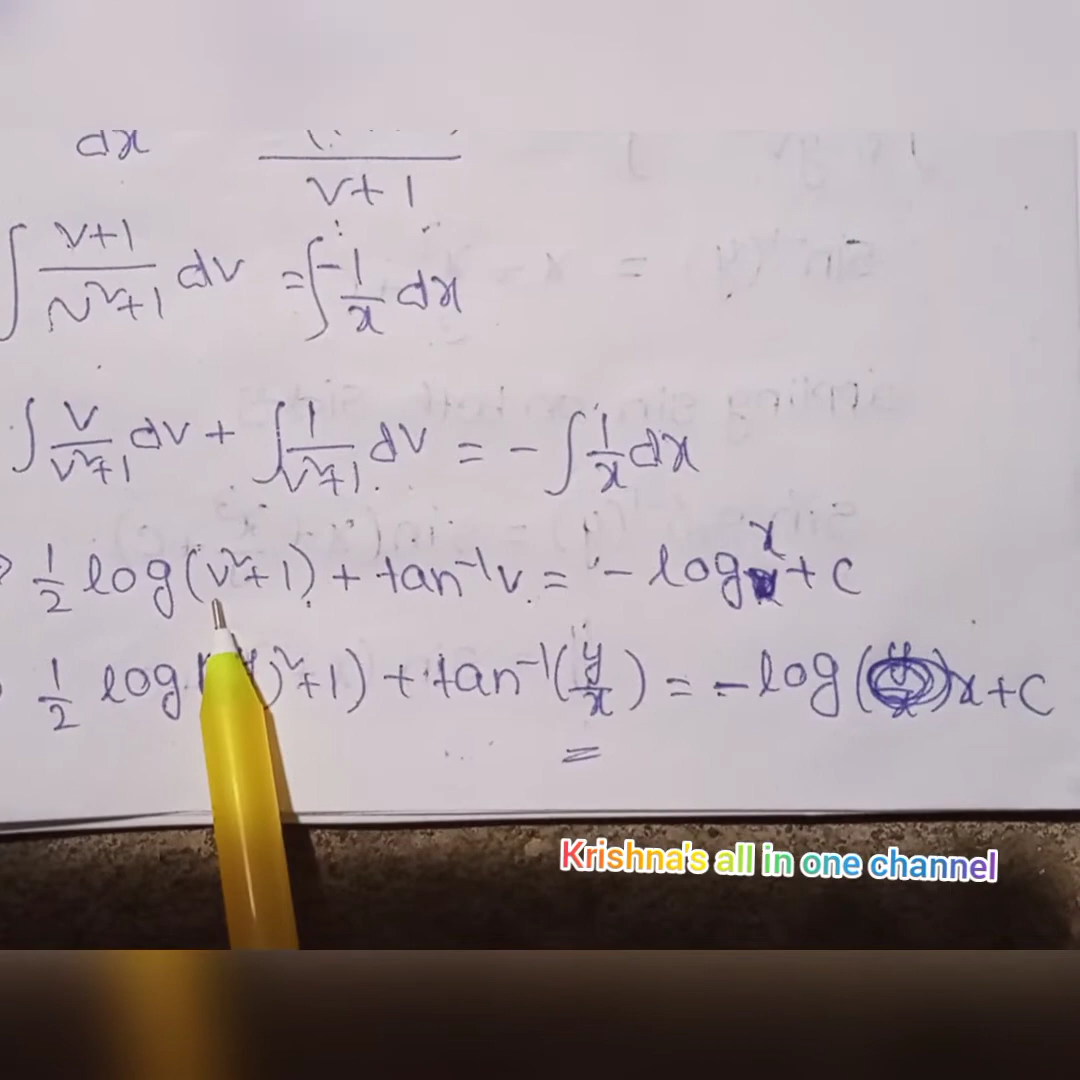 dx v+1
∫ v+1/v²+1 dv = ∫ -1/x dx
∫ v/v²+1 dv + ∫ 1/v²+1 dv = - ∫ 1/x dx
1/2 log(v²+1) + tan⁻¹v = - log x + c
1/2 log( )²+1) + tan⁻¹(y/x) = - log ( )x + c
Krishna's all in one channel